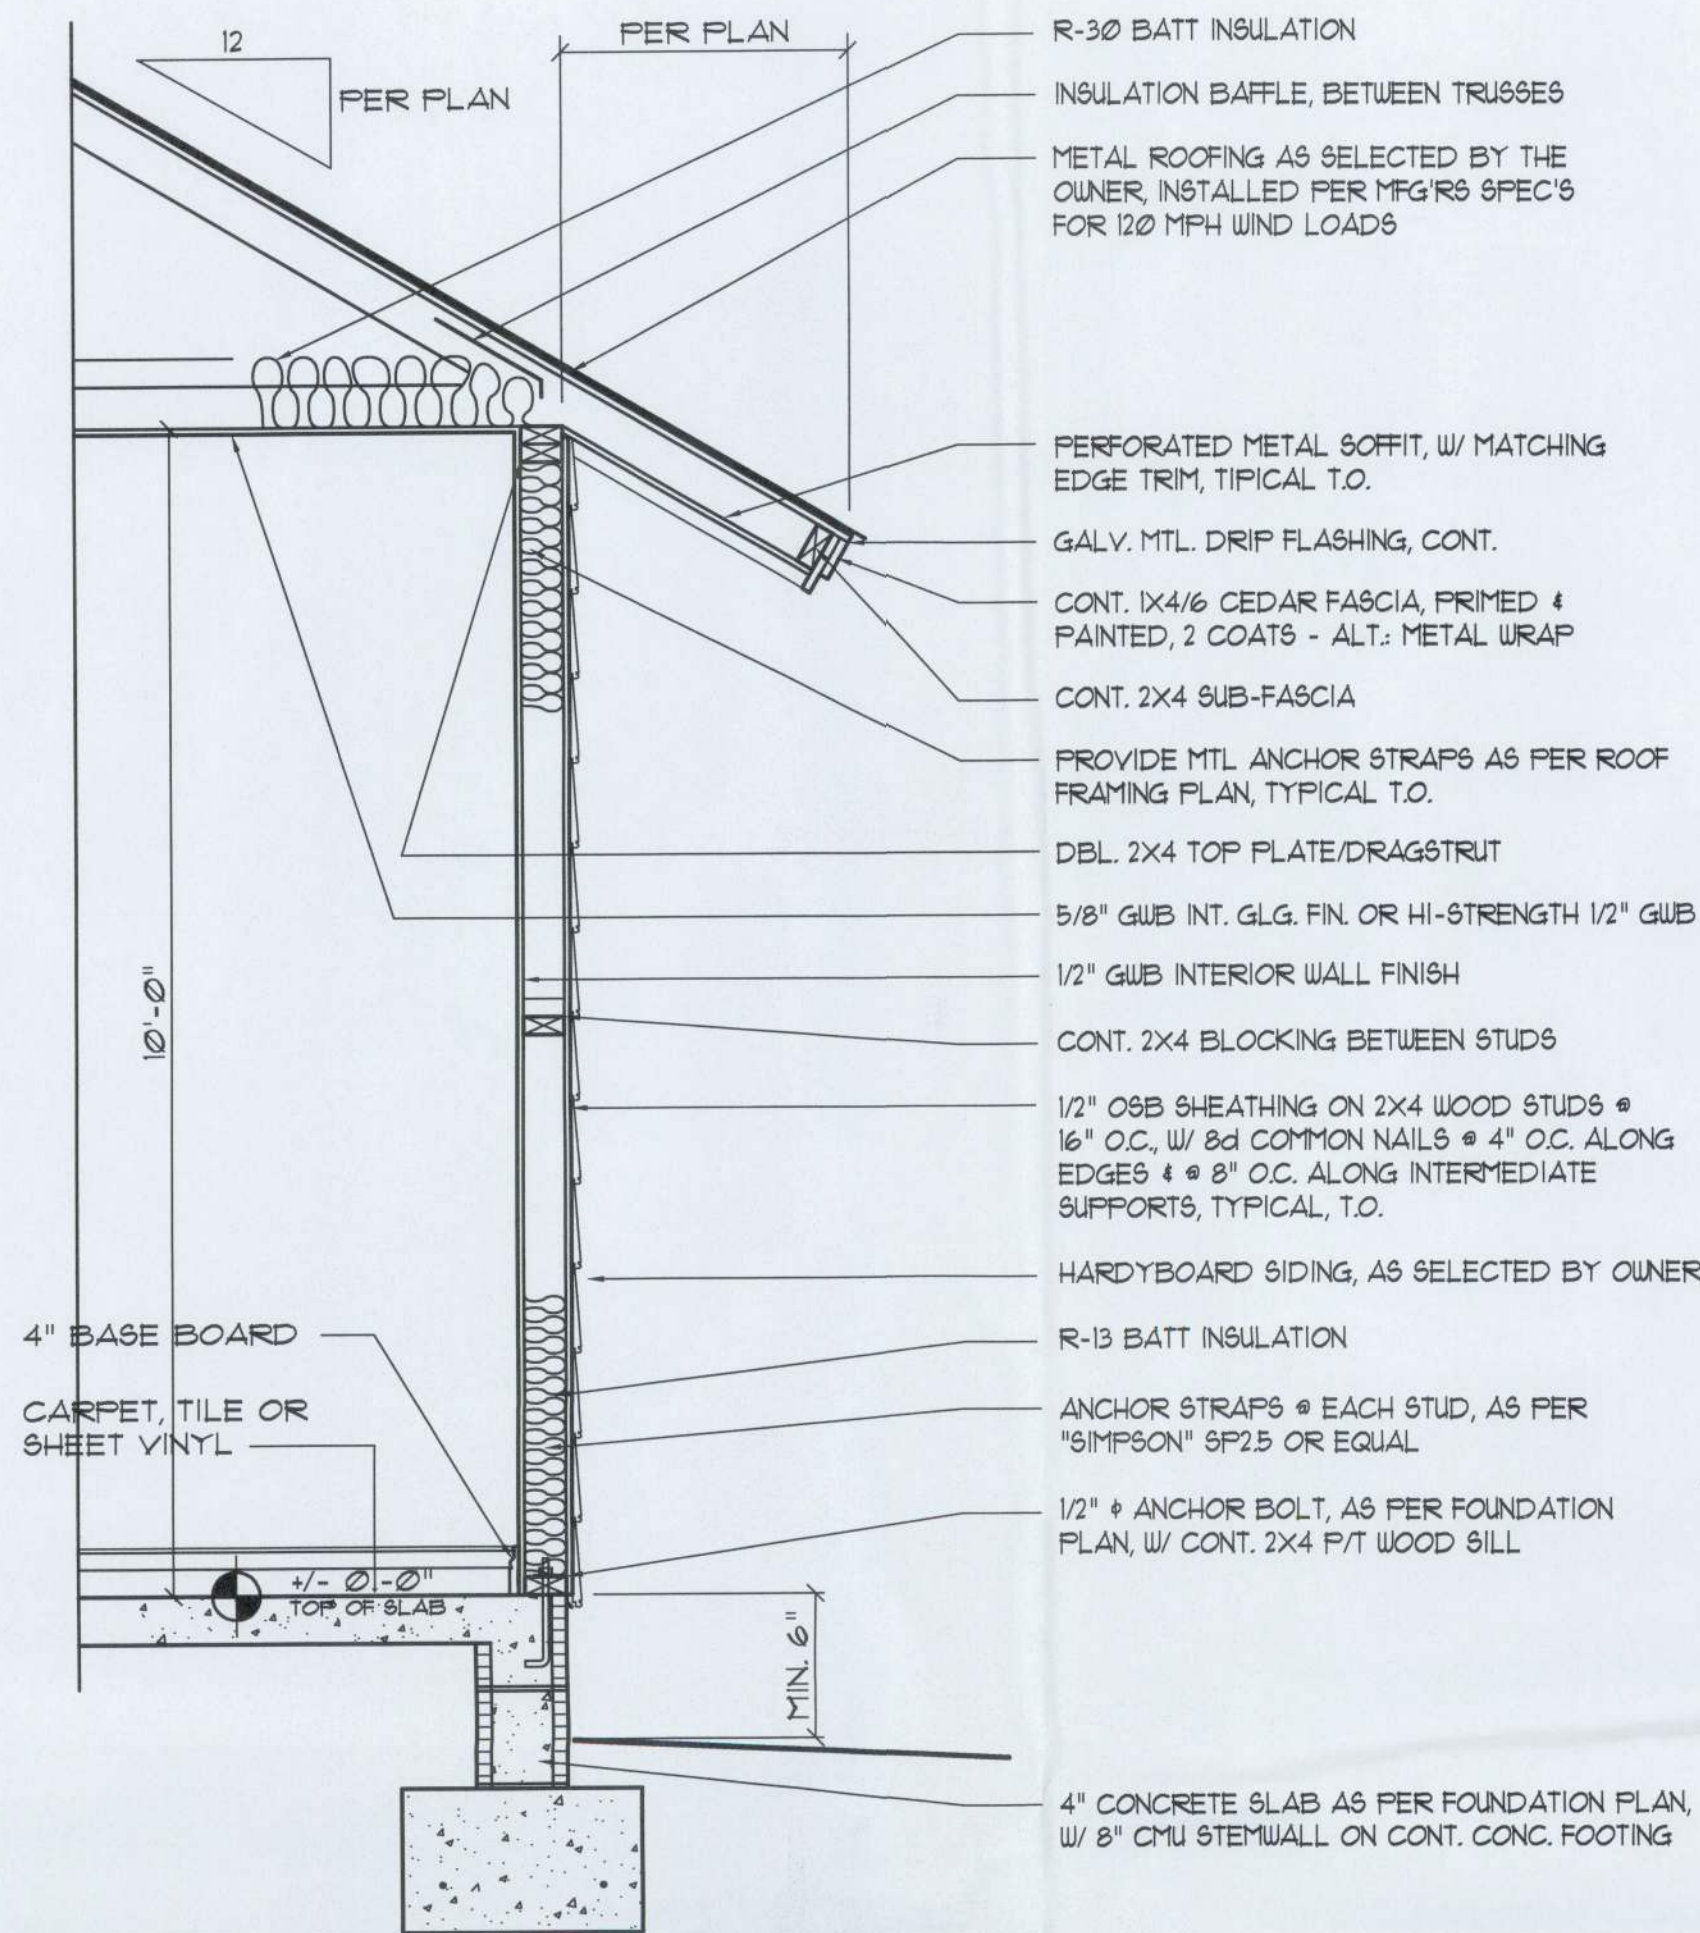 12
PER PLAN
PER PLAN
R-30 BATT INSULATION
INSULATION BAFFLE, BETWEEN TRUSSES
METAL ROOFING AS SELECTED BY THE
OWNER, INSTALLED PER MFG'RS SPEC'S
FOR 120 MPH WIND LOADS
PERFORATED METAL SOFFIT, W/ MATCHING
EDGE TRIM, TIPICAL T.O.
GALV. MTL. DRIP FLASHING, CONT.
CONT. 1X4/6 CEDAR FASCIA, PRIMED &
PAINTED, 2 COATS - ALT.: METAL WRAP
CONT. 2X4 SUB-FASCIA
PROVIDE MTL ANCHOR STRAPS AS PER ROOF
FRAMING PLAN, TYPICAL T.O.
DBL. 2X4 TOP PLATE/DRAGSTRUT
5/8" GWB INT. GLG. FIN. OR HI-STRENGTH 1/2" GWB
1/2" GWB INTERIOR WALL FINISH
10'-0"
CONT. 2X4 BLOCKING BETWEEN STUDS
1/2" OSB SHEATHING ON 2X4 WOOD STUDS @
16" O.C., W/ 8d COMMON NAILS @ 4" O.C. ALONG
EDGES & @ 8" O.C. ALONG INTERMEDIATE
SUPPORTS, TYPICAL, T.O.
HARDYBOARD SIDING, AS SELECTED BY OWNER
4" BASE BOARD
R-13 BATT INSULATION
CARPET, TILE OR
SHEET VINYL
ANCHOR STRAPS @ EACH STUD, AS PER
"SIMPSON" SP2.5 OR EQUAL
1/2" ϕ ANCHOR BOLT, AS PER FOUNDATION
PLAN, W/ CONT. 2X4 P/T WOOD SILL
+/- 0'-0"
TOP OF SLAB
MIN. 6"
4" CONCRETE SLAB AS PER FOUNDATION PLAN,
W/ 8" CMU STEMWALL ON CONT. CONC. FOOTING